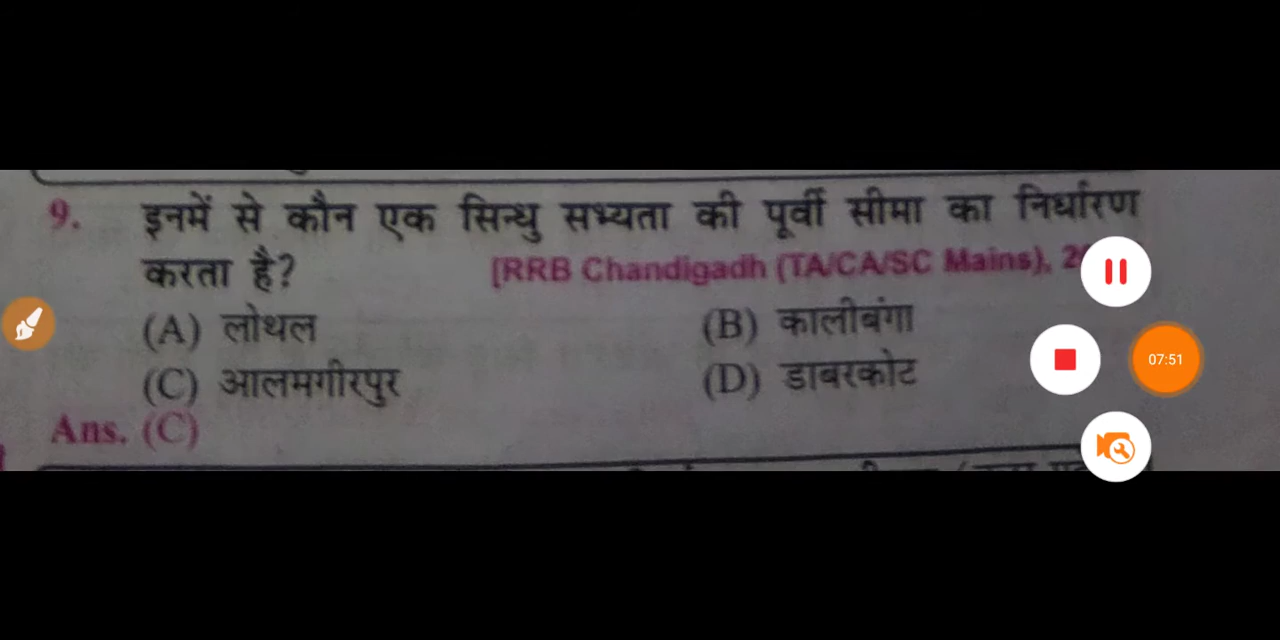 9. इनमें से कौन एक सिन्धु सभ्यता की पूर्वी सीमा का निर्धारण
करता है? [RRB Chandigadh (TA/CA/SC Mains),
(A) लोथल (B) कालीबंगा
(C) आलमगीरपुर (D) डाबरकोट
Ans. (C)
07:51